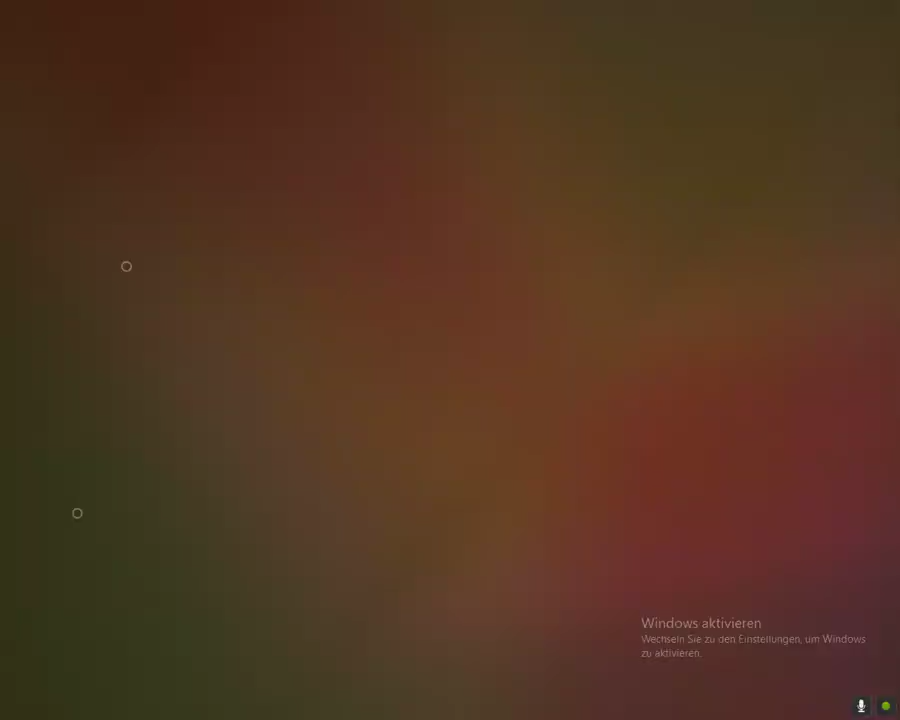 Windows aktivieren
Wechseln Sie zu den Einstellungen, um Windows
zu aktivieren.